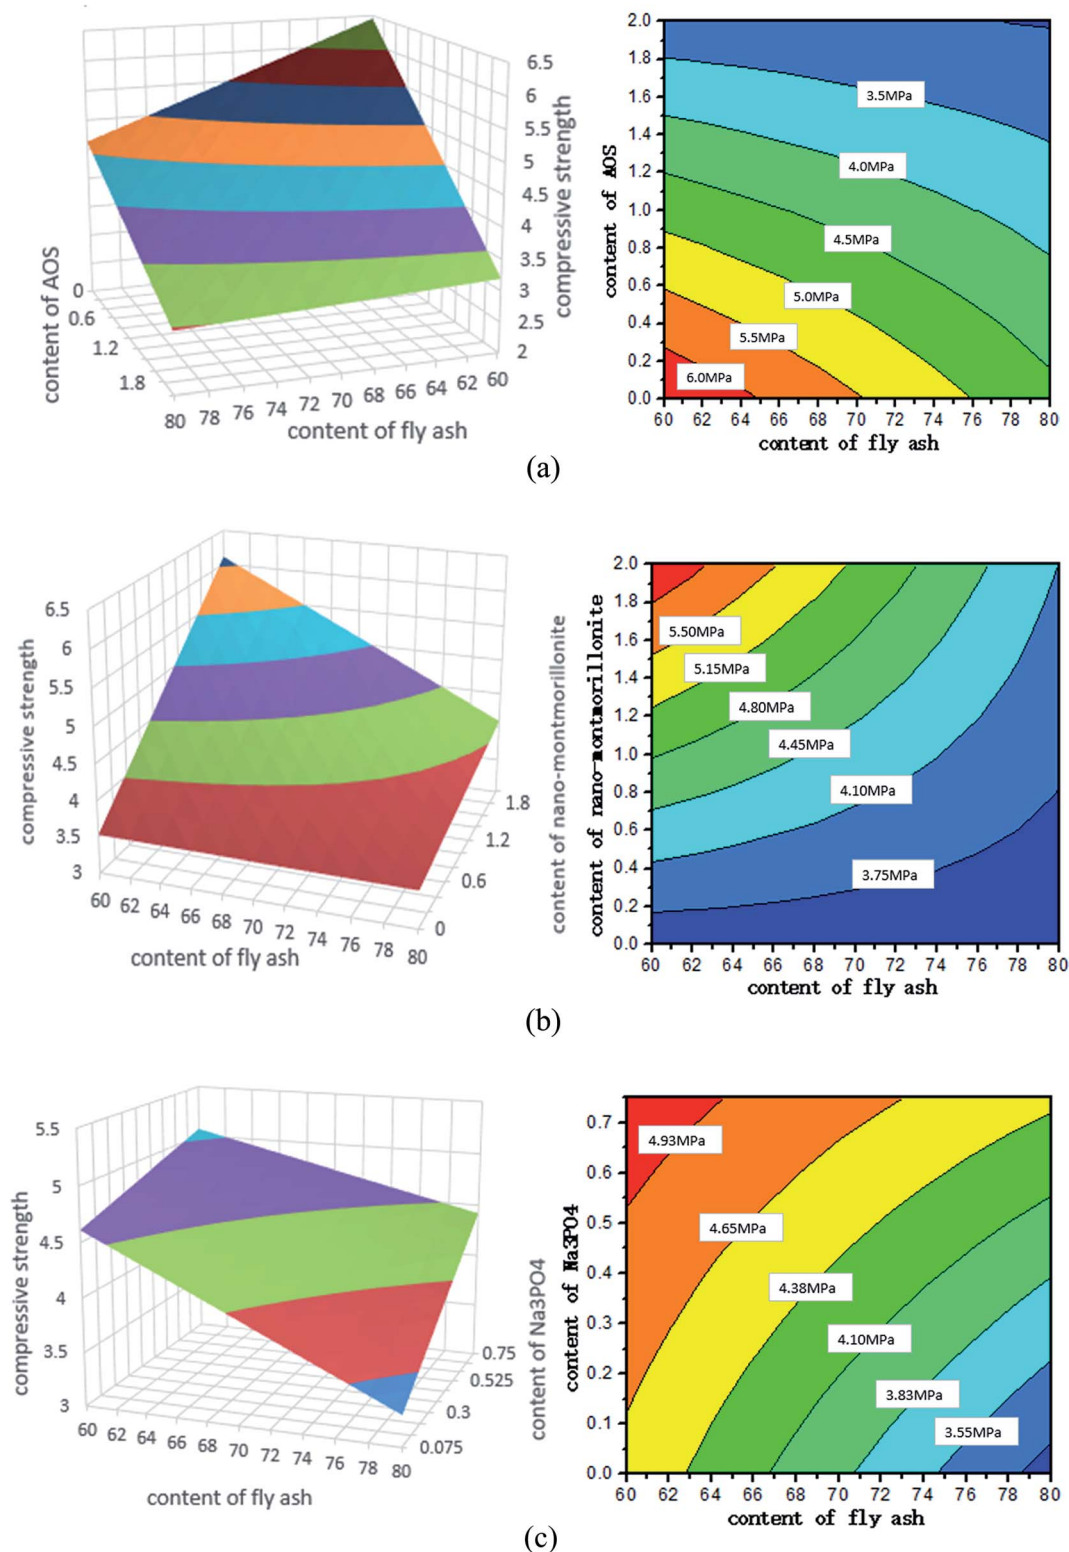 6.5
6
5.5
5
4.5
4
3.5
3
2.5
2
compressive strength
content of AOS
0
0.6
1.2
1.8
80 78 76 74 72 70 68 66 64 62 60
content of fly ash
2.0
1.8
1.6
1.4
1.2
1.0
0.8
0.6
0.4
0.2
0.0
content of AOS
3.5MPa
4.0MPa
4.5MPa
5.0MPa
5.5MPa
6.0MPa
60 62 64 66 68 70 72 74 76 78 80
content of fly ash
(a)
6.5
6
5.5
5
4.5
4
3.5
3
compressive strength
60 62 64 66 68 70 72 74 76 78 80
content of fly ash
1.8
1.2
0.6
0
content of nano-montmorillonite
2.0
1.8
1.6
1.4
1.2
1.0
0.8
0.6
0.4
0.2
0.0
content of nano-montmorillonite
5.50MPa
5.15MPa
4.80MPa
4.45MPa
4.10MPa
3.75MPa
60 62 64 66 68 70 72 74 76 78 80
content of fly ash
(b)
5.5
5
4.5
4
3.5
3
compressive strength
60 62 64 66 68 70 72 74 76 78 80
content of fly ash
0.75
0.525
0.3
0.075
content of Na3PO4
0.7
0.6
0.5
0.4
0.3
0.2
0.1
0.0
content of Na3PO4
4.93MPa
4.65MPa
4.38MPa
4.10MPa
3.83MPa
3.55MPa
60 62 64 66 68 70 72 74 76 78 80
content of fly ash
(c)